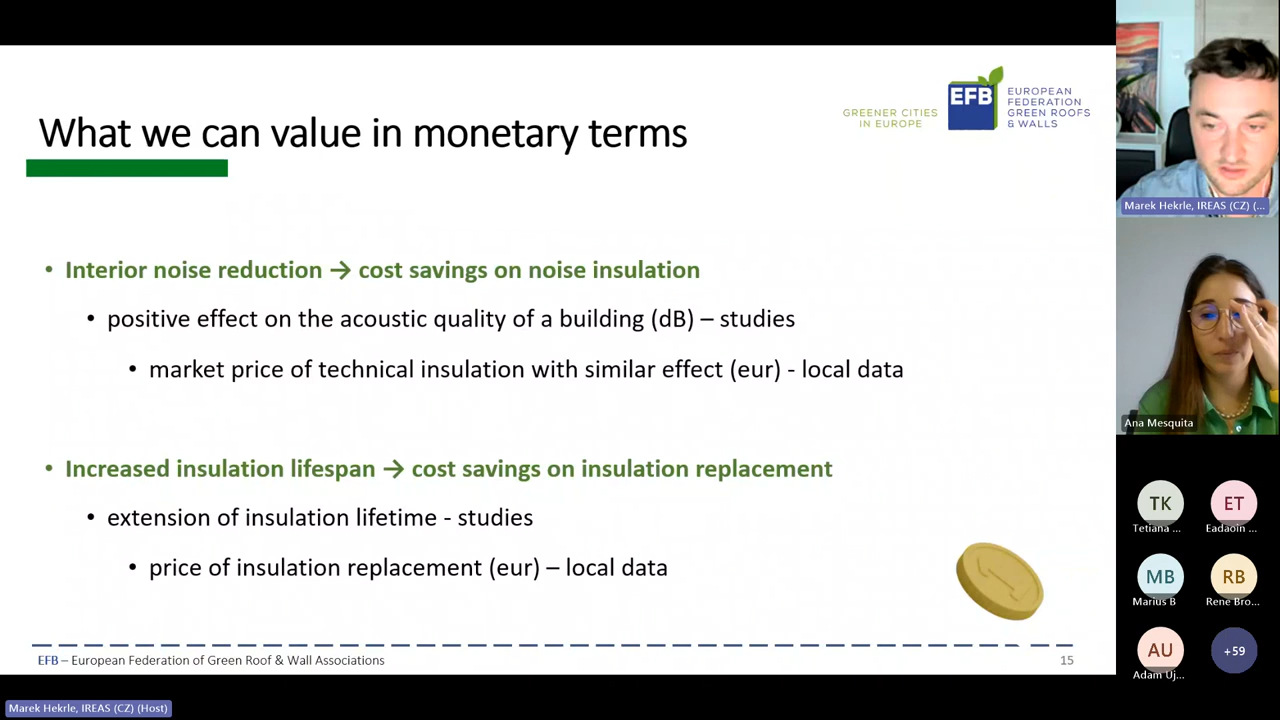 What we can value in monetary terms
GREENER CITIES
IN EUROPE
EFB
EUROPEAN
FEDERATION
GREEN ROOFS
& WALLS
• Interior noise reduction → cost savings on noise insulation
• positive effect on the acoustic quality of a building (dB) – studies
• market price of technical insulation with similar effect (eur) - local data
• Increased insulation lifespan → cost savings on insulation replacement
• extension of insulation lifetime - studies
• price of insulation replacement (eur) – local data
1
EFB – European Federation of Green Roof & Wall Associations
15
Marek Hekrle, IREAS (CZ) (Host)
Marek Hekrle, IREAS (CZ) (...
Ana Mesquita
TK
Tetiana ...
ET
Eadaoin ...
MB
Marius B
RB
Rene Bro...
AU
Adam Uj...
+59